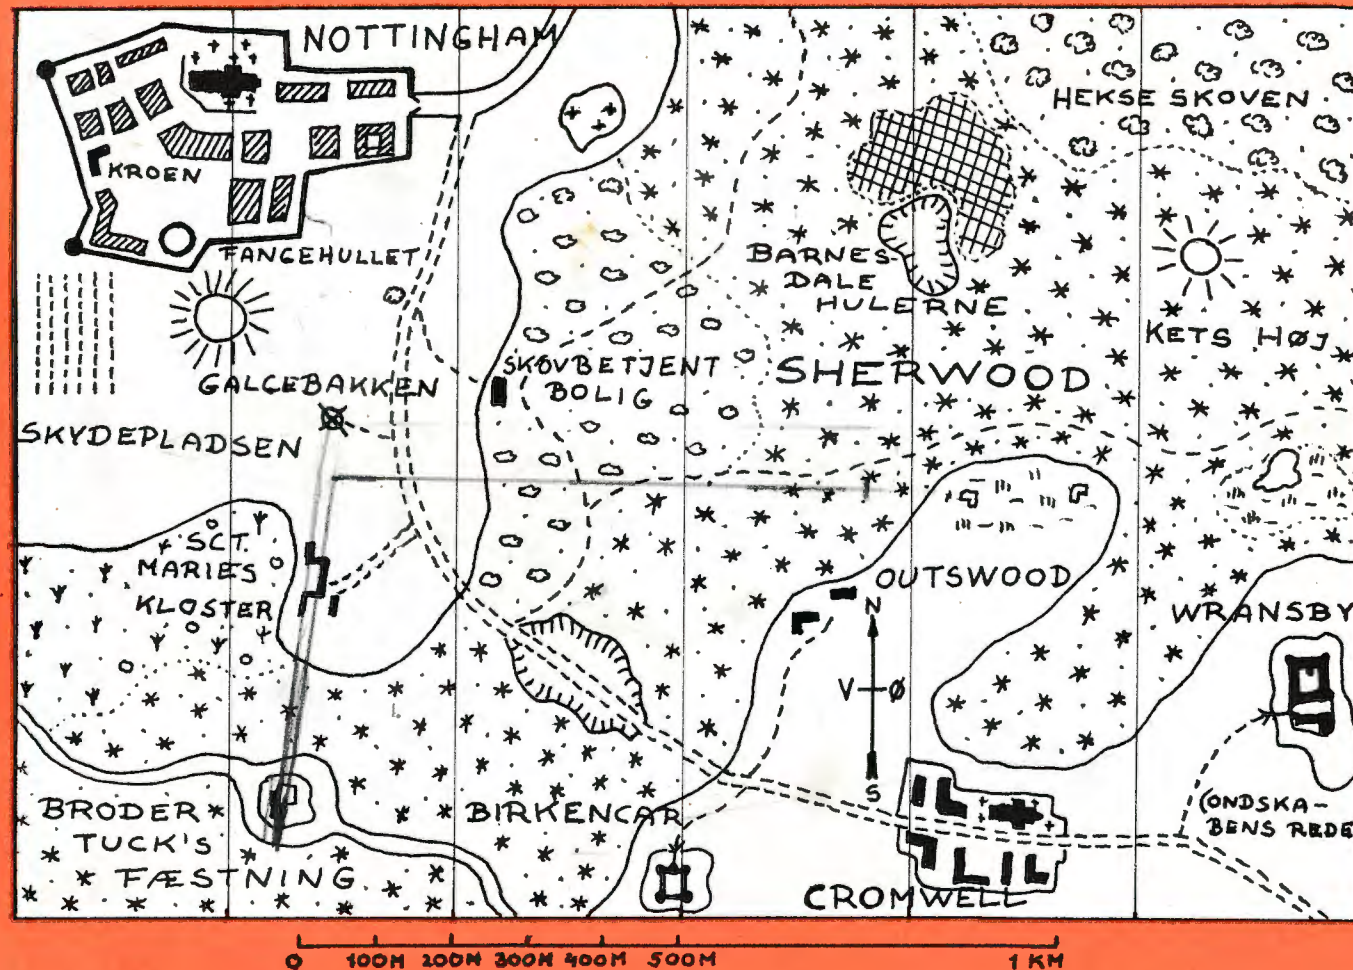 NOTTINGHAM
HEKSE SKOVEN
KROEN
FANGEHULLET
BARNES-
DALE
HULERNE
KETS HØJ
SKOVBETJENT
BOLIG
SHERWOOD
GALGEBAKKEN
SKYDEPLADSEN
SCT.
MARIES
KLOSTER
OUTSWOOD
WRANSBY
N
V Ø
S
BRODER
TUCK'S
FÆSTNING
BIRKENCAR
(ONDSKA-
BENS REDE
CROMWELL
0 100M 200M 300M 400M 500M 1 KM